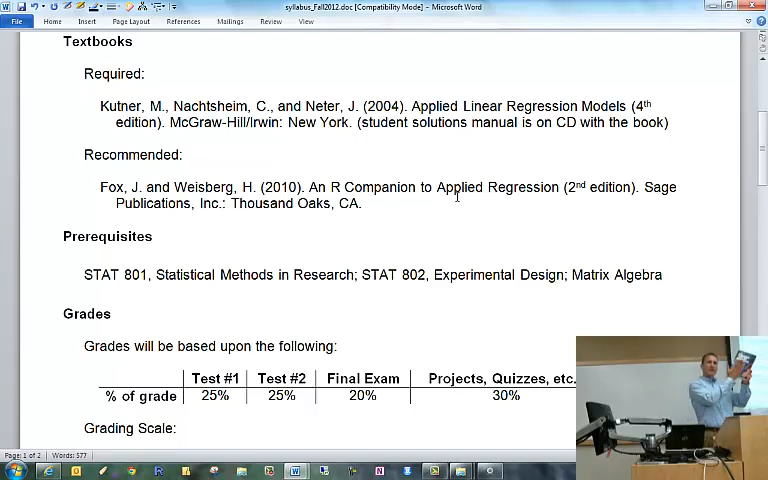 syllabus_Fall2012.doc [Compatibility Mode] - Microsoft Word
File Home Insert Page Layout References Mailings Review View
Textbooks
Required:
Kutner, M., Nachtsheim, C., and Neter, J. (2004). Applied Linear Regression Models (4th
edition). McGraw-Hill/Irwin: New York. (student solutions manual is on CD with the book)
Recommended:
Fox, J. and Weisberg, H. (2010). An R Companion to Applied Regression (2nd edition). Sage
Publications, Inc.: Thousand Oaks, CA.
Prerequisites
STAT 801, Statistical Methods in Research; STAT 802, Experimental Design; Matrix Algebra
Grades
Grades will be based upon the following:
Test #1 Test #2 Final Exam Projects, Quizzes, etc.
% of grade 25% 25% 20% 30%
Grading Scale:
Page: 1 of 2 Words: 577